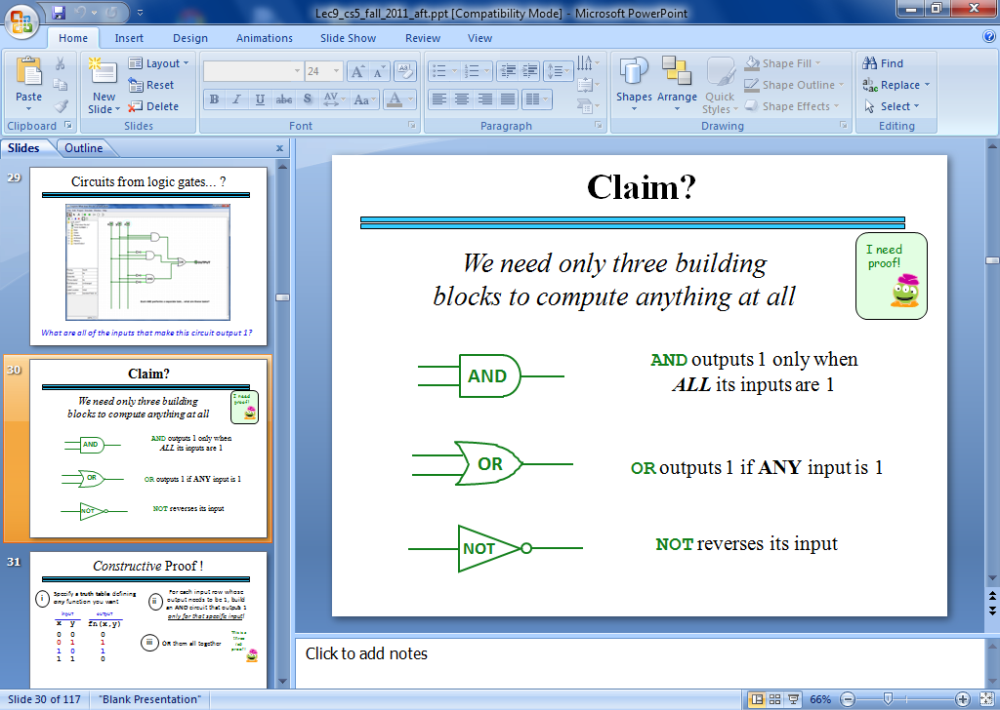 Lec9_cs5_fall_2011_aft.ppt [Compatibility Mode] - Microsoft PowerPoint
Home Insert Design Animations Slide Show Review View
Paste
New Slide
Layout
Reset
Delete
24
B I U abc S AV Aa A
Shapes Arrange Quick Styles
Shape Fill
Shape Outline
Shape Effects
Find
Replace
Select
Clipboard Slides Font Paragraph Drawing Editing
Slides Outline x
29
Circuits from logic gates... ?
What are all of the inputs that make this circuit output 1?
30
Claim?
We need only three building
blocks to compute anything at all
I need
proof!
AND
AND outputs 1 only when
ALL its inputs are 1
OR
OR outputs 1 if ANY input is 1
NOT
NOT reverses its input
31
Constructive Proof !
i
Specify a truth table defining
any function you want
input output
x y fn(x,y)
0 0 0
0 1 1
1 0 1
1 1 0
ii
For each input row whose
output needs to be 1, build
an AND circuit that outputs 1
only for that specific input!
iii
OR them all together
Claim?
We need only three building
blocks to compute anything at all
I need
proof!
AND
AND outputs 1 only when
ALL its inputs are 1
OR
OR outputs 1 if ANY input is 1
NOT
NOT reverses its input
Click to add notes
Slide 30 of 117 "Blank Presentation" 66%